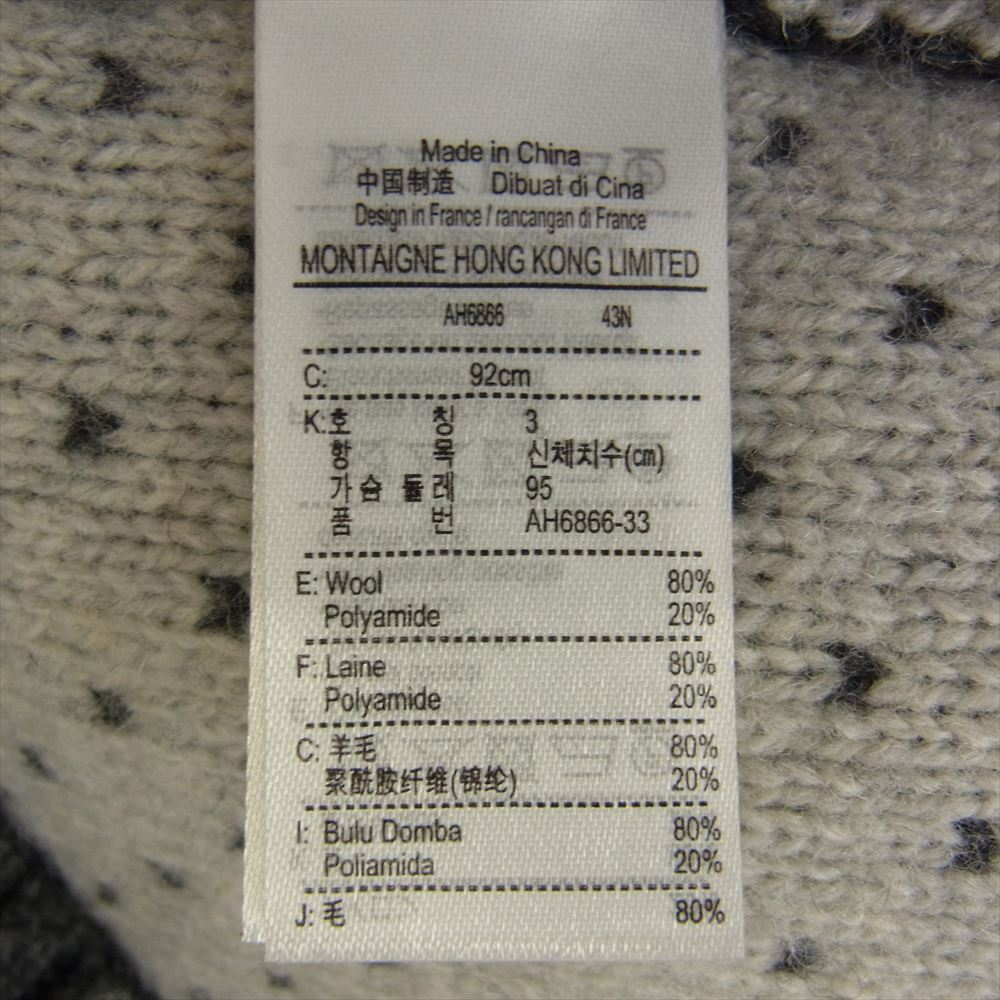 Made in China
中国制造 Dibuat di Cina
Design in France / rancangan di France
MONTAIGNE HONG KONG LIMITED
AH6866 43N
C: 92cm
K:호 칭 3
항 목 신체치수(cm)
가슴 둘레 95
품 번 AH6866-33
E: Wool 80%
Polyamide 20%
F: Laine 80%
Polyamide 20%
C: 羊毛 80%
聚酰胺纤维(锦纶) 20%
I: Bulu Domba 80%
Poliamida 20%
J: 毛 80%